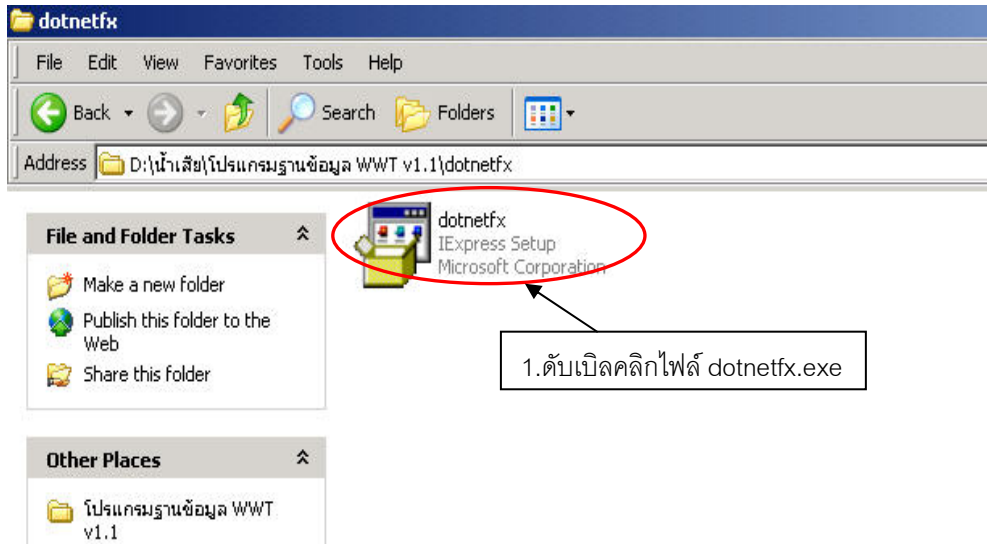 dotnetfx
File Edit View Favorites Tools Help
Back Search Folders
Address D:\น้ำเสีย\โปรแกรมฐานข้อมูล WWT v1.1\dotnetfx
File and Folder Tasks
Make a new folder
Publish this folder to the
Web
Share this folder
Other Places
โปรแกรมฐานข้อมูล WWT
v1.1
dotnetfx
IExpress Setup
Microsoft Corporation
1.ดับเบิลคลิกไฟล์ dotnetfx.exe